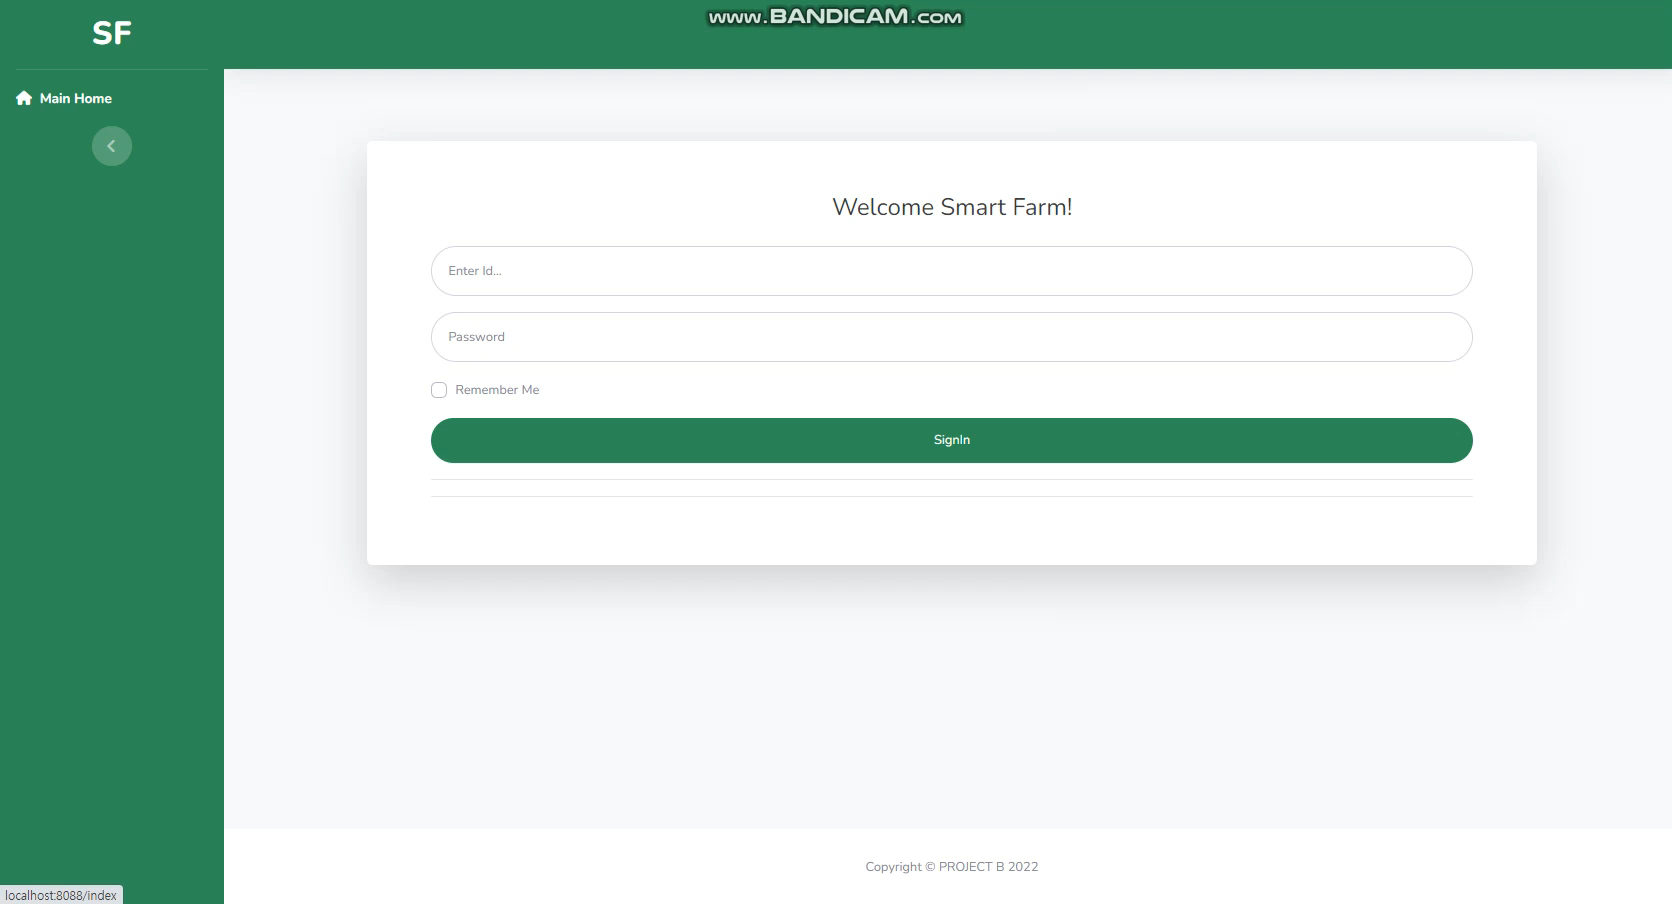 SF
www.BANDICAM.com
Main Home
Welcome Smart Farm!
Enter Id...
Password
Remember Me
SignIn
Copyright © PROJECT B 2022
localhost:8088/index